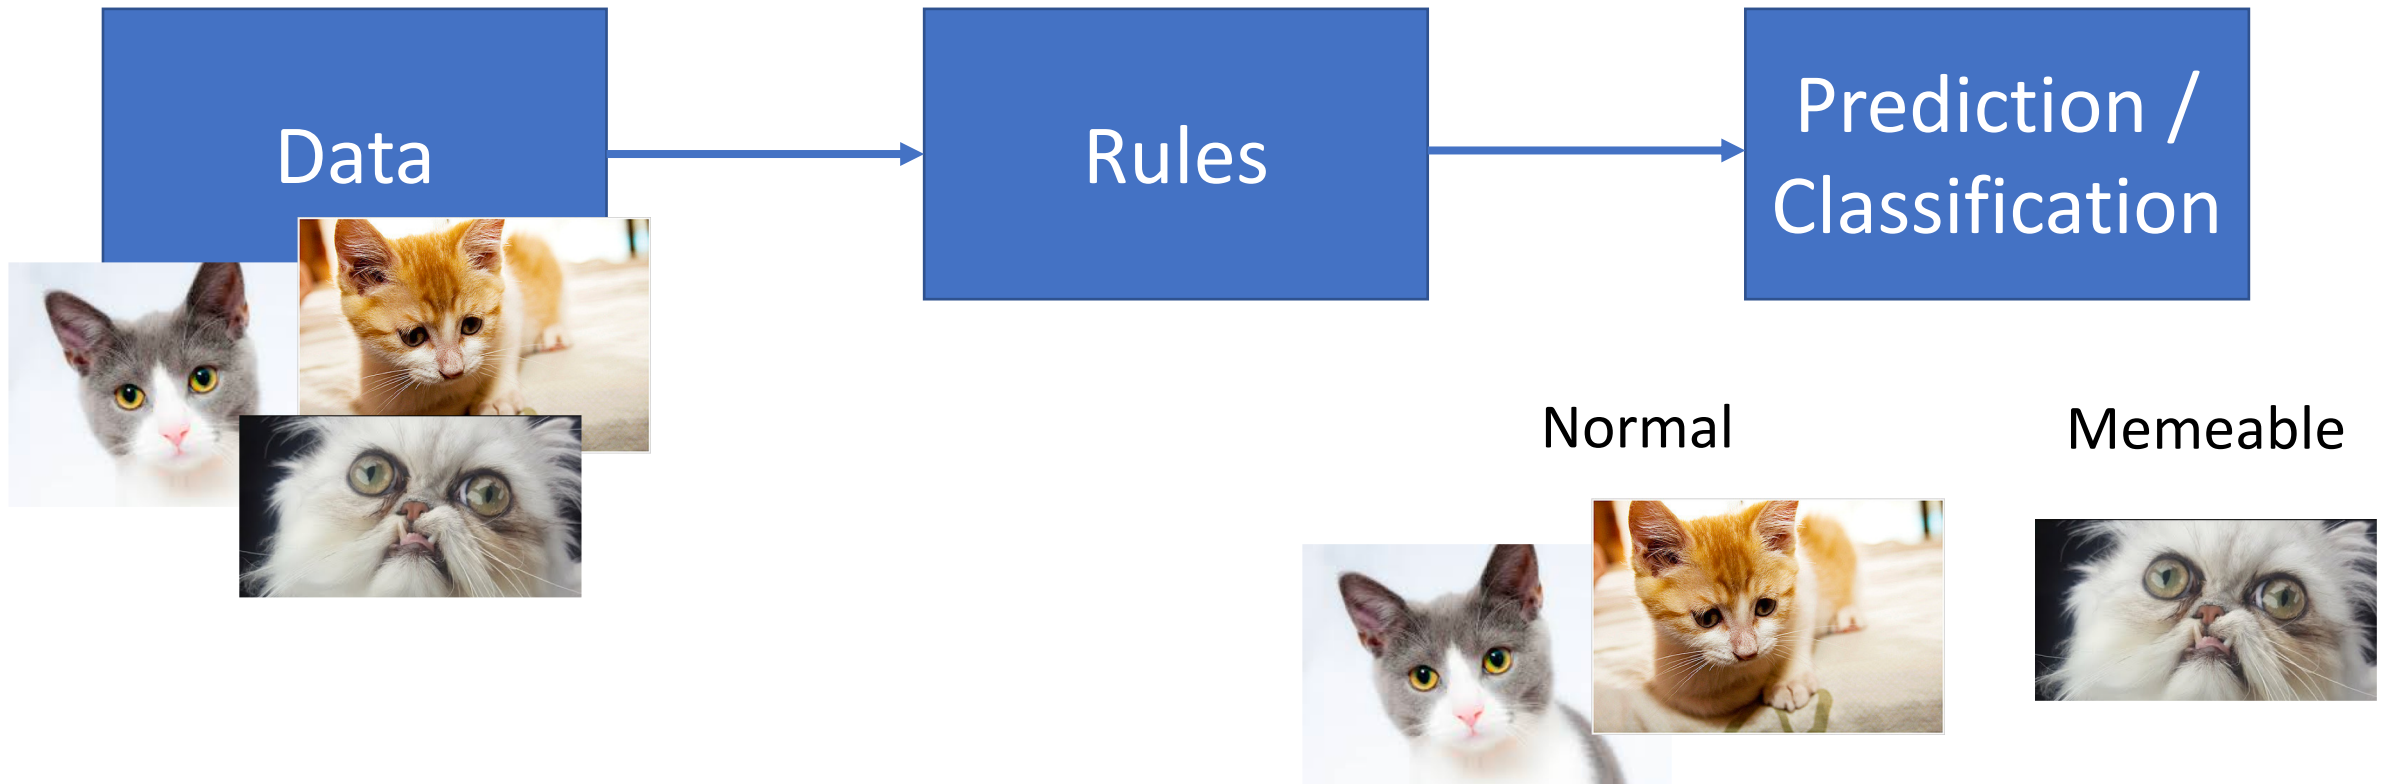 Data
Rules
Prediction /
Classification
Normal
Memeable